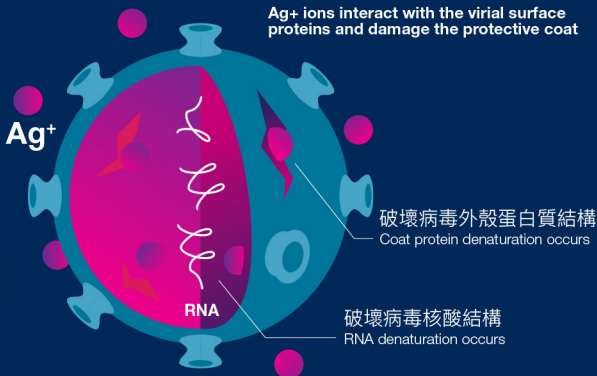 Ag+ ions interact with the virial surface
proteins and damage the protective coat
Ag⁺
破壞病毒外殼蛋白質結構
Coat protein denaturation occurs
RNA
破壞病毒核酸結構
RNA denaturation occurs